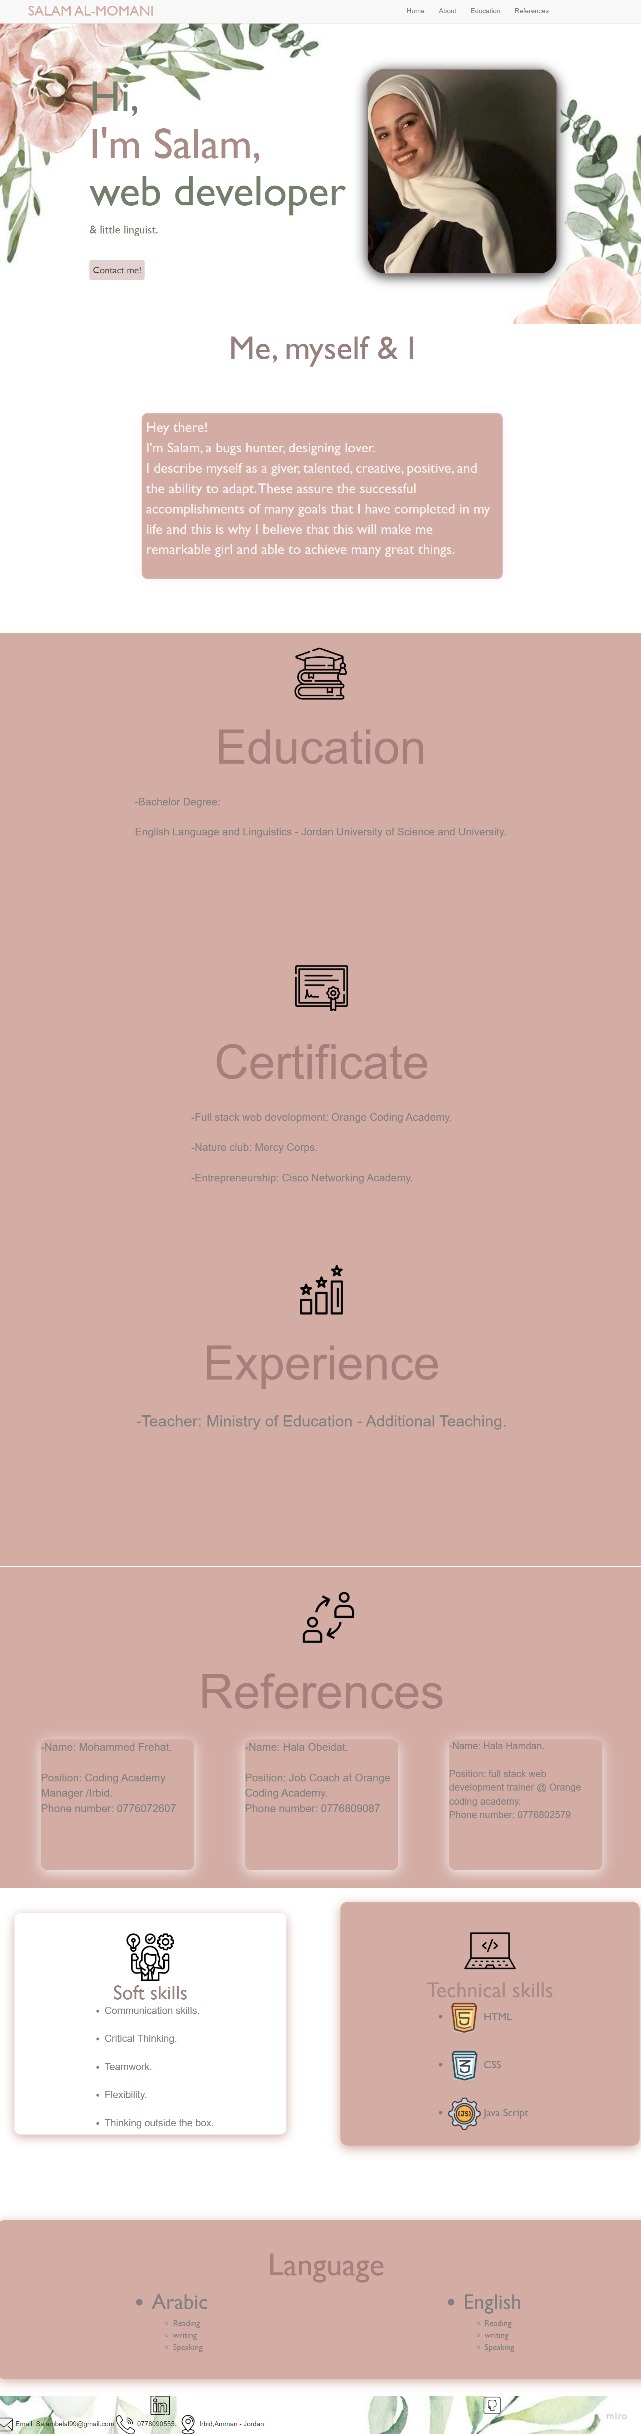 SALAM AL-MOMANI
Home About Education References
Hi,
I'm Salam,
web developer
& little linguist.
Contact me!
Me, myself & I
Hey there!
I'm Salam, a bugs hunter, designing lover.
I describe myself as a giver, talented, creative, positive, and
the ability to adapt. These assure the successful
accomplishments of many goals that I have completed in my
life and this is why I believe that this will make me
remarkable girl and able to achieve many great things.
Education
-Bachelor Degree:
English Language and Linguistics - Jordan University of Science and University.
Certificate
-Full stack web development: Orange Coding Academy.
-Nature club: Mercy Corps.
-Entrepreneurship: Cisco Networking Academy.
Experience
-Teacher: Ministry of Education - Additional Teaching.
References
-Name: Mohammed Frehat.
Position: Coding Academy
Manager /Irbid.
Phone number: 0776072607
-Name: Hala Obeidat.
Position: Job Coach at Orange
Coding Academy.
Phone number: 0776809087
-Name: Hala Hamdan.
Position: full stack web
development trainer @ Orange
coding academy.
Phone number: 0776802579
Soft skills
• Communication skills.
• Critical Thinking.
• Teamwork.
• Flexibility.
• Thinking outside the box.
</>
Technical skills
• 5 HTML
• 3 CSS
• {JS} Java Script
Language
• Arabic
Reading
writing
Speaking
• English
Reading
writing
Speaking
in
Email: Salambelal99@gmail.com 0778090555. Irbid,Amman - Jordan
miro